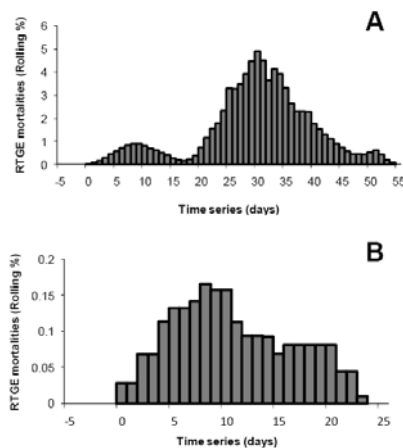 A
RTGE mortalities (Rolling %)
6
5
4
3
2
1
0
-5 0 5 10 15 20 25 30 35 40 45 50 55
Time series (days)
B
RTGE mortalities (Rolling %)
0.2
0.15
0.1
0.05
0
-5 0 5 10 15 20 25
Time series (days)